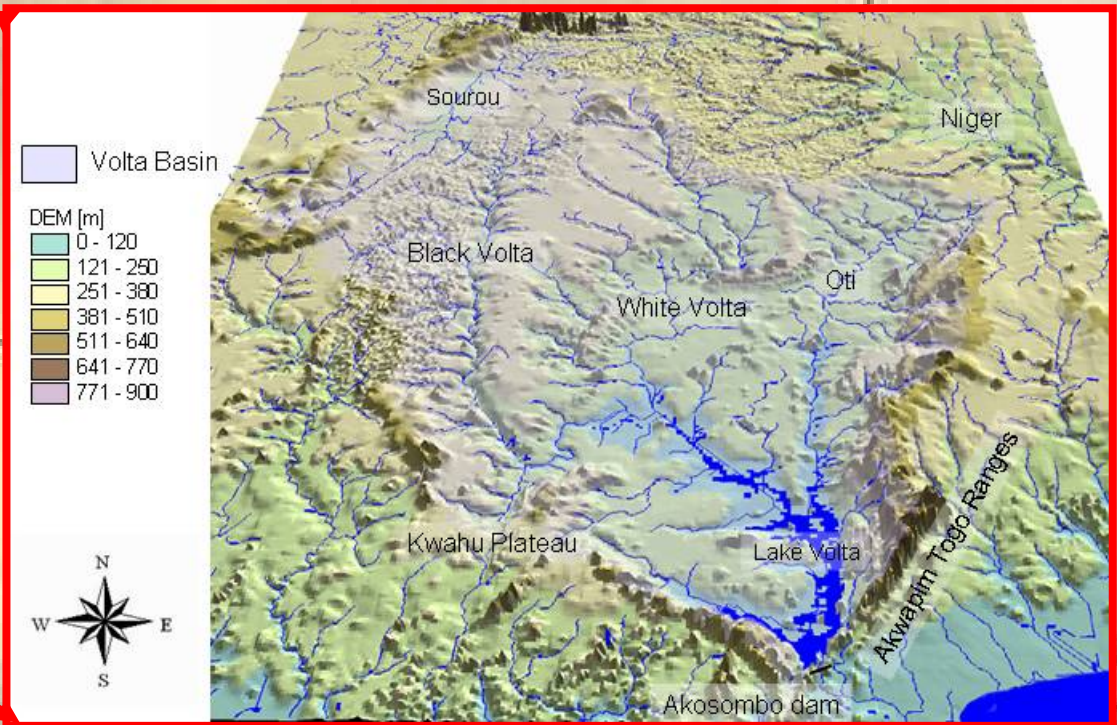 Sourou
Niger
Volta Basin
DEM [m]
0 - 120
121 - 250
251 - 380
381 - 510
511 - 640
641 - 770
771 - 900
Black Volta
Oti
White Volta
Kwahu Plateau
Lake Volta
Akwapim Togo Ranges
Akosombo dam
N
W
E
S